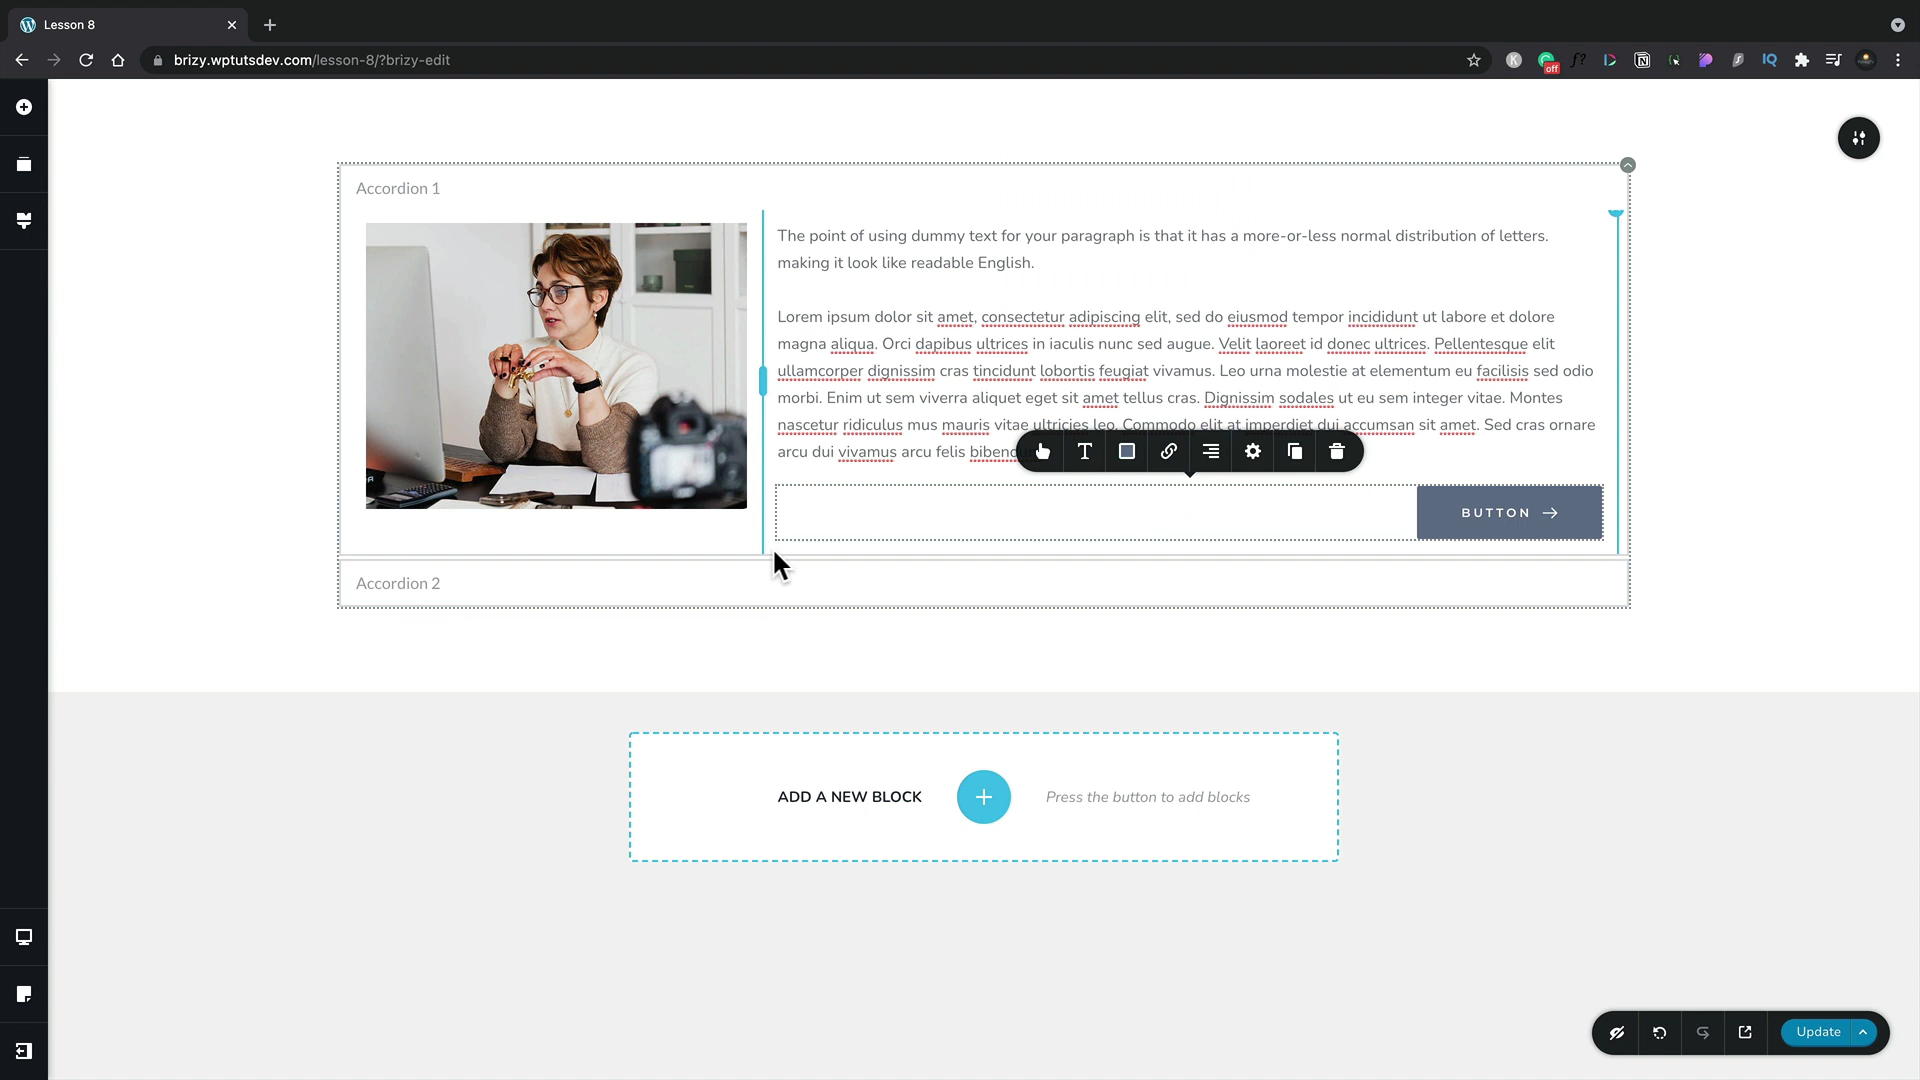 Lesson 8
brizy.wptutsdev.com/lesson-8/?brizy-edit
off
f?
IQ
Accordion 1
The point of using dummy text for your paragraph is that it has a more-or-less normal distribution of letters.
making it look like readable English.
Lorem ipsum dolor sit amet, consectetur adipiscing elit, sed do eiusmod tempor incididunt ut labore et dolore
magna aliqua. Orci dapibus ultrices in iaculis nunc sed augue. Velit laoreet id donec ultrices. Pellentesque elit
ullamcorper dignissim cras tincidunt lobortis feugiat vivamus. Leo urna molestie at elementum eu facilisis sed odio
morbi. Enim ut sem viverra aliquet eget sit amet tellus cras. Dignissim sodales ut eu sem integer vitae. Montes
nascetur ridiculus mus mauris vitae ultricies leo. Commodo elit at imperdiet dui accumsan sit amet. Sed cras ornare
arcu dui vivamus arcu felis
BUTTON
Accordion 2
ADD A NEW BLOCK
Press the button to add blocks
Update